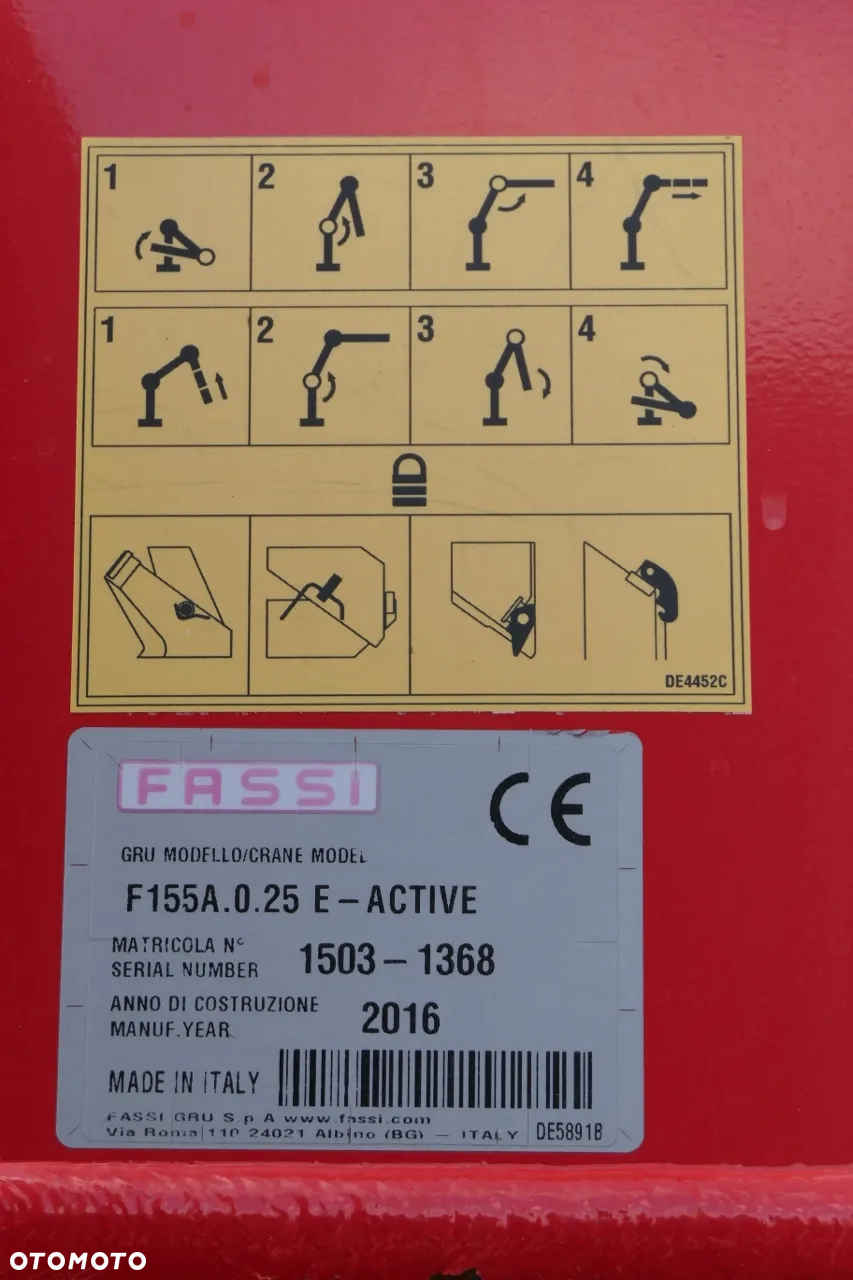 1 2 3 4
1 2 3 4
DE4452C
FASSI
CE
GRU MODELLO/CRANE MODEL
F155A.0.25 E-ACTIVE
MATRICOLA N°
SERIAL NUMBER 1503-1368
ANNO DI COSTRUZIONE
MANUF.YEAR. 2016
MADE IN ITALY
FASSI GRU S.p.A www.fassi.com
Via Roma 110 24021 Albino (BG) - ITALY DE5891B
OTOMOTO